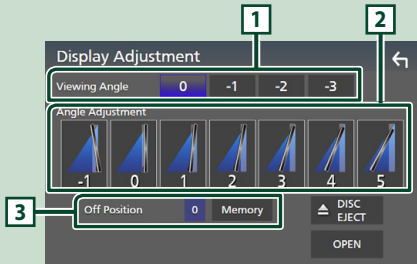 1 2
Display Adjustment
Viewing Angle 0 -1 -2 -3
Angle Adjustment
-1 0 1 2 3 4 5
3
Off Position 0 Memory
DISC
EJECT
OPEN